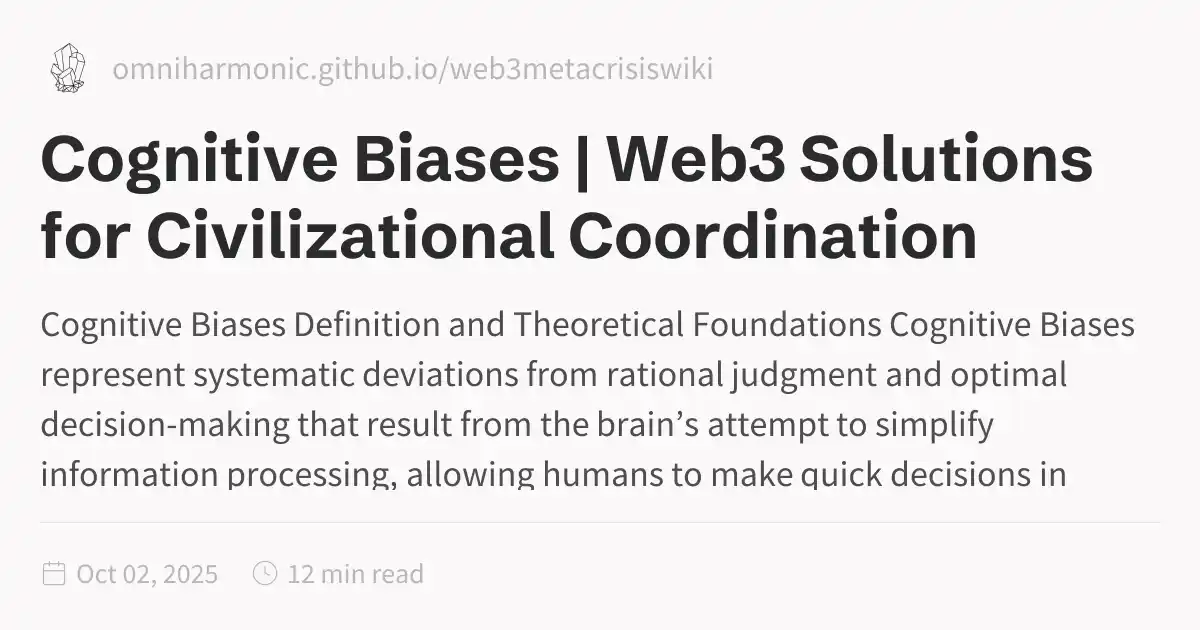 omniharmonic.github.io/web3metacrisiswiki
Cognitive Biases | Web3 Solutions
for Civilizational Coordination
Cognitive Biases Definition and Theoretical Foundations Cognitive Biases
represent systematic deviations from rational judgment and optimal
decision-making that result from the brain’s attempt to simplify
information processing, allowing humans to make quick decisions in
Oct 02, 2025
12 min read